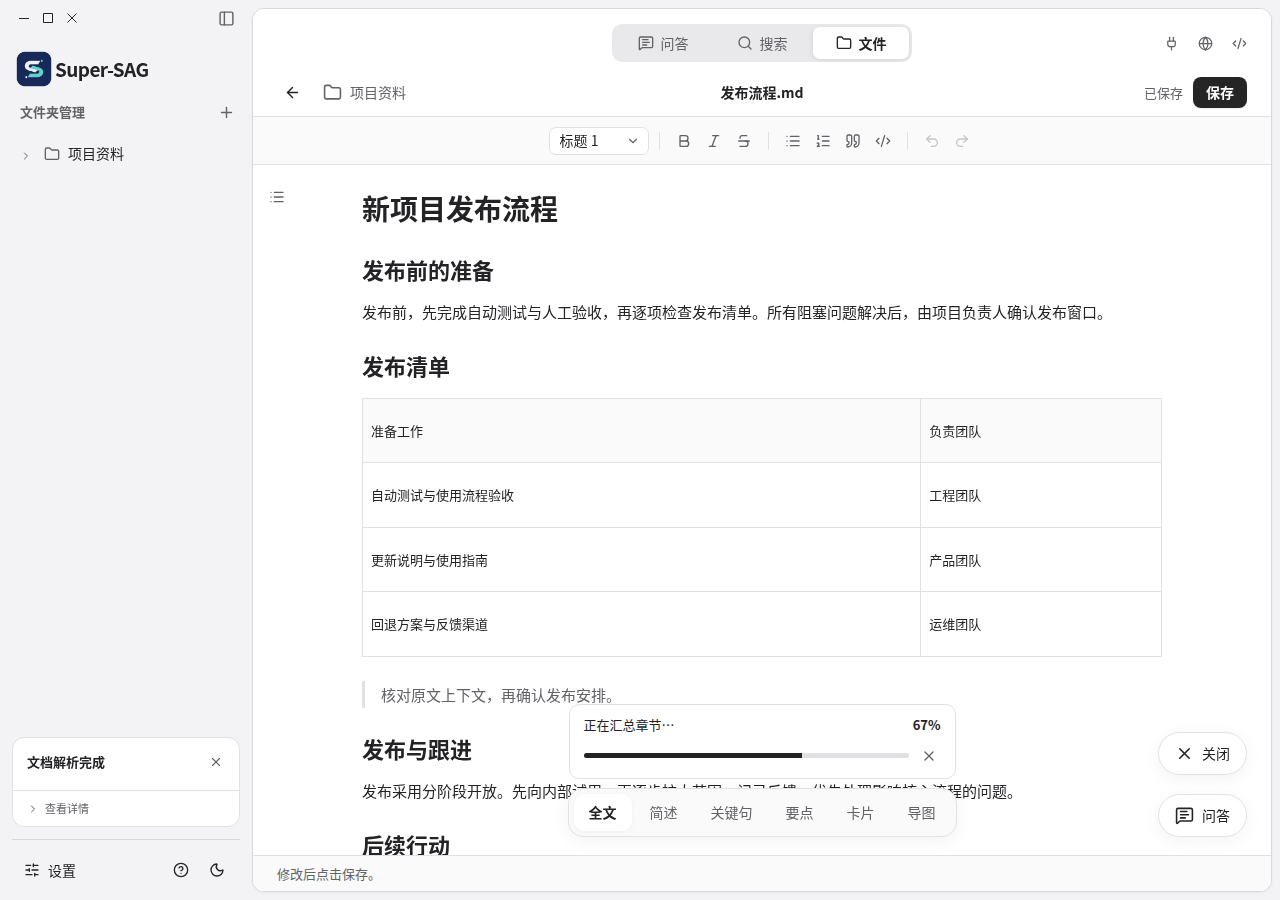 Super-SAG
文件夹管理
项目资料
文档解析完成
查看详情
设置
问答
搜索
文件
项目资料
发布流程.md
已保存
保存
标题 1
新项目发布流程
发布前的准备
发布前，先完成自动测试与人工验收，再逐项检查发布清单。所有阻塞问题解决后，由项目负责人确认发布窗口。
发布清单
准备工作 负责团队
自动测试与使用流程验收 工程团队
更新说明与使用指南 产品团队
回退方案与反馈渠道 运维团队
核对原文上下文，再确认发布安排。
正在汇总章节… 67%
发布与跟进
发布采用分阶段开放。先向内部 程的问题。
全文 简述 关键句 要点 卡片 导图
后续行动
关闭
问答
修改后点击保存。